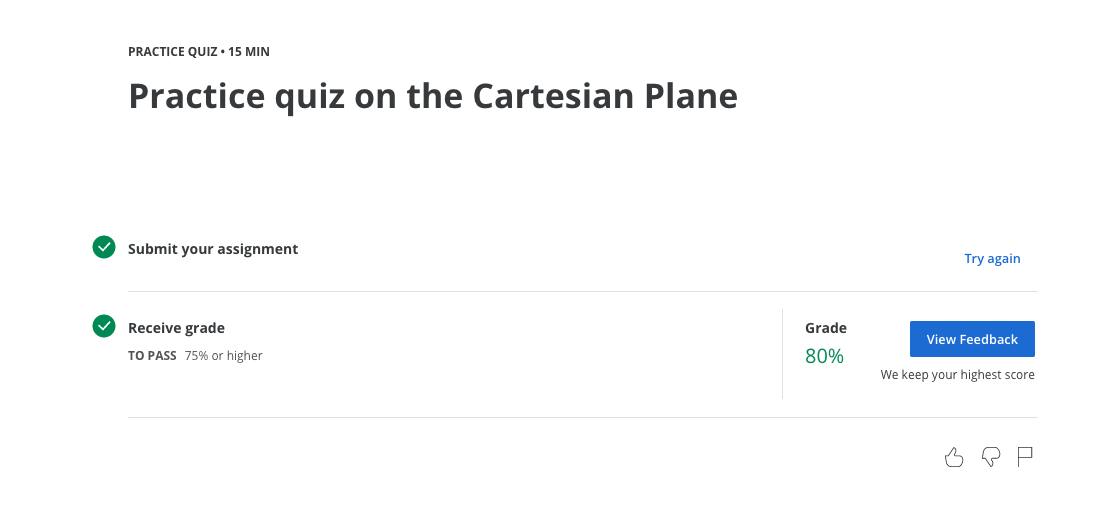 PRACTICE QUIZ • 15 MIN
Practice quiz on the Cartesian Plane
Submit your assignment
Try again
Receive grade
TO PASS 75% or higher
Grade
80%
View Feedback
We keep your highest score